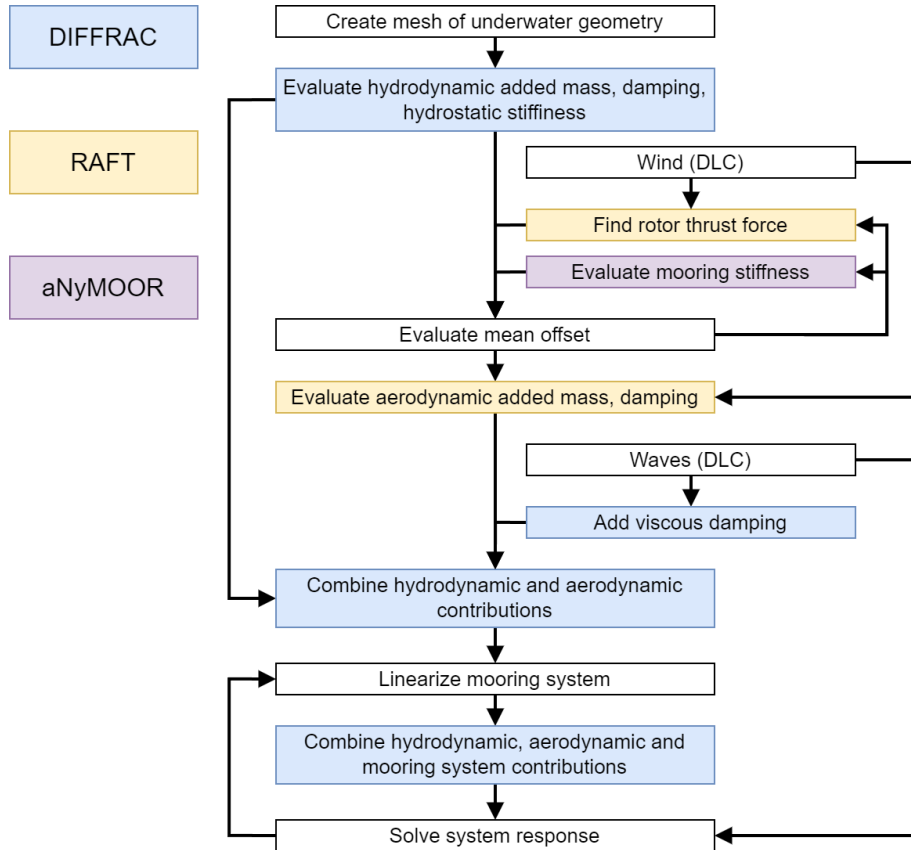 DIFFRAC
RAFT
aNyMOOR
Create mesh of underwater geometry
Evaluate hydrodynamic added mass, damping,
hydrostatic stiffness
Wind (DLC)
Find rotor thrust force
Evaluate mooring stiffness
Evaluate mean offset
Evaluate aerodynamic added mass, damping
Waves (DLC)
Add viscous damping
Combine hydrodynamic and aerodynamic
contributions
Linearize mooring system
Combine hydrodynamic, aerodynamic and
mooring system contributions
Solve system response